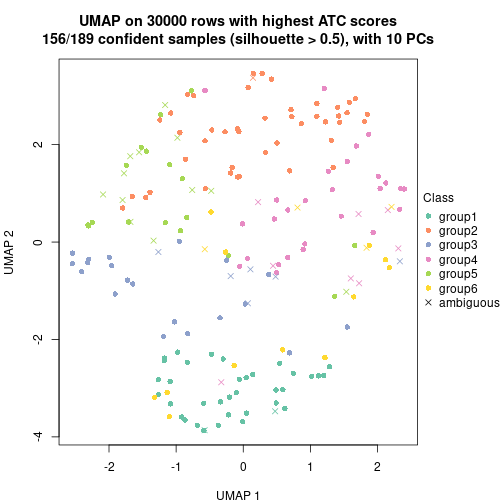 UMAP on 30000 rows with highest ATC scores
156/189 confident samples (silhouette > 0.5), with 10 PCs
UMAP 2
2
0
-2
-4
-2
-1
0
1
2
UMAP 1
Class
group1
group2
group3
group4
group5
group6
ambiguous